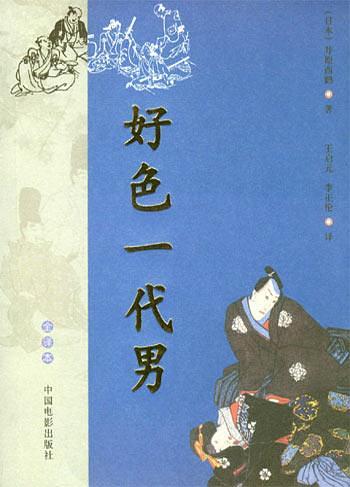 (日本)井原西鹤 著
王启元 李正伦 译
好色一代男
全译本
中国电影出版社